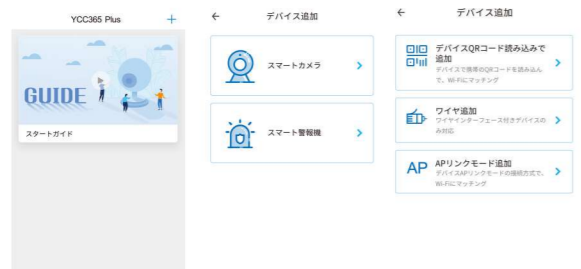 YCC365 Plus
+
GUIDE
スタートガイド
←
デバイス追加
スマートカメラ
スマート警報機
←
デバイス追加
デバイスQRコード読み込みで
追加
デバイスで携帯のQRコードを読み込ん
で、Wi-Fiにマッチング
ワイヤ追加
ワイヤインターフェース付きデバイスの
み対応
AP
APリンクモード追加
デバイスAPリンクモードの接続方式で、
Wi-Fiにマッチング